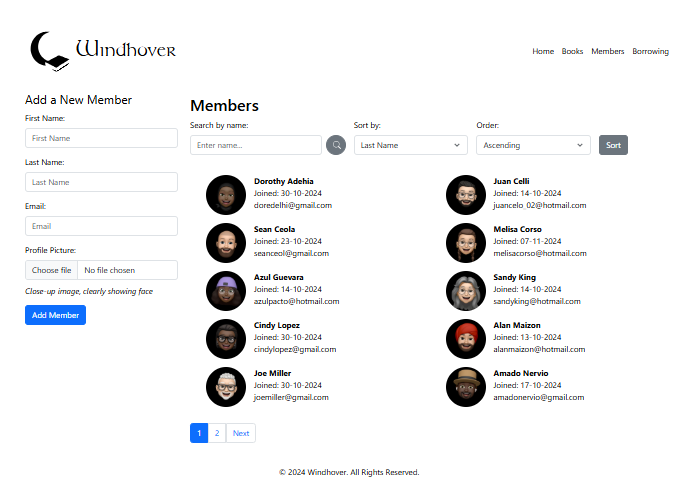 Windhover
Home Books Members Borrowing
Add a New Member
First Name:
First Name
Last Name:
Last Name
Email:
Email
Profile Picture:
Choose file No file chosen
Close-up image, clearly showing face
Add Member
Members
Search by name: Sort by: Order:
Enter name... Last Name Ascending Sort
Dorothy Adehia
Joined: 30-10-2024
doredelhi@gmail.com
Juan Celli
Joined: 14-10-2024
juancelo_02@hotmail.com
Sean Ceola
Joined: 23-10-2024
seanceol@gmail.com
Melisa Corso
Joined: 07-11-2024
melisacorso@hotmail.com
Azul Guevara
Joined: 14-10-2024
azulpacto@hotmail.com
Sandy King
Joined: 14-10-2024
sandyking@hotmail.com
Cindy Lopez
Joined: 30-10-2024
cindylopez@gmail.com
Alan Maizon
Joined: 13-10-2024
alanmaizon@hotmail.com
Joe Miller
Joined: 30-10-2024
joemiller@gmail.com
Amado Nervio
Joined: 17-10-2024
amadonervio@gmail.com
1 2 Next
© 2024 Windhover. All Rights Reserved.